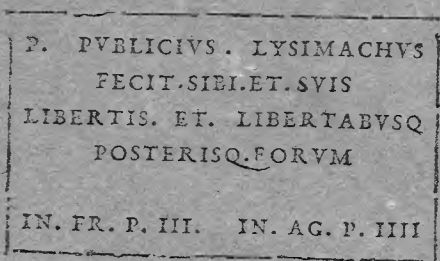 P. PVBLICIVS. LYSIMACHVS
FECIT.SIBI.ET.SVIS
LIBERTIS. ET. LIBERTABVSQ
POSTERISQ.EORVM
IN. FR. P. III. IN. AG. P. IIII